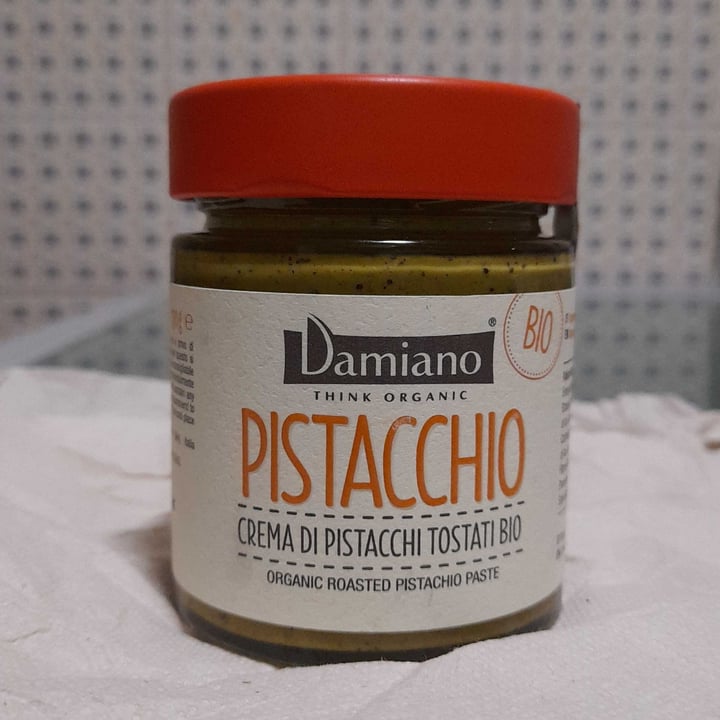 Damiano®
THINK ORGANIC
BIO
PISTACCHIO
CREMA DI PISTACCHI TOSTATI BIO
ORGANIC ROASTED PISTACHIO PASTE